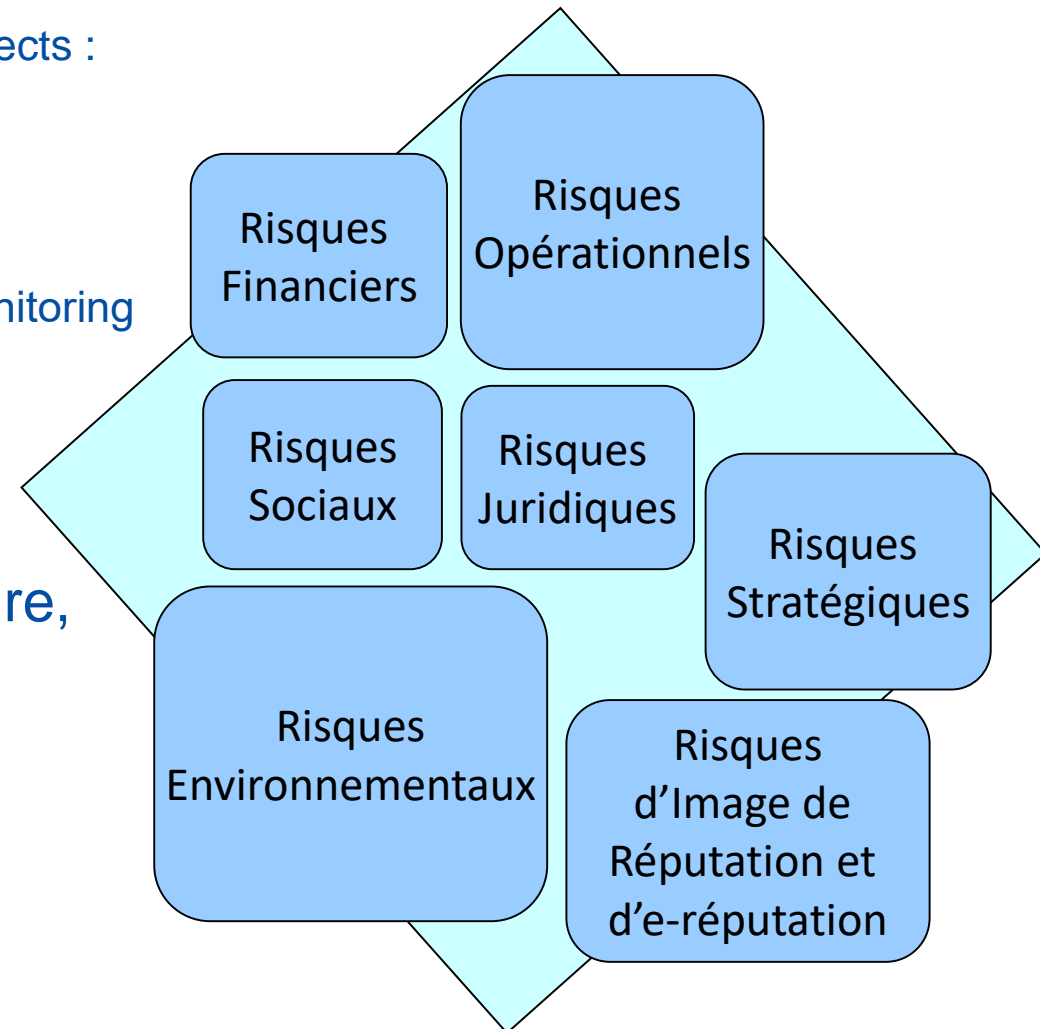 ects :
Risques
Opérationnels
Risques
Financiers
nitoring
Risques
Sociaux
Risques
Juridiques
Risques
Stratégiques
re,
Risques
Environnementaux
Risques
d’Image de
Réputation et
d’e-réputation